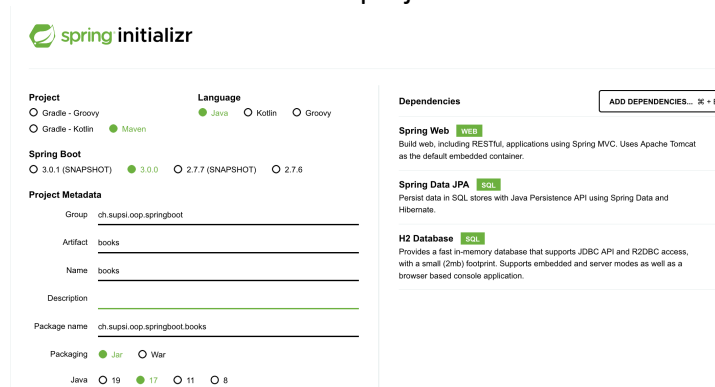 spring initializr
Project
Gradle - Groovy
Gradle - Kotlin Maven
Language
Java Kotlin Groovy
Spring Boot
3.0.1 (SNAPSHOT) 3.0.0 2.7.7 (SNAPSHOT) 2.7.6
Project Metadata
Group ch.supsi.oop.springboot
Artifact books
Name books
Description
Package name ch.supsi.oop.springboot.books
Packaging Jar War
Java 19 17 11 8
Dependencies
ADD DEPENDENCIES... ⌘ +
Spring Web WEB
Build web, including RESTful, applications using Spring MVC. Uses Apache Tomcat
as the default embedded container.
Spring Data JPA SQL
Persist data in SQL stores with Java Persistence API using Spring Data and
Hibernate.
H2 Database SQL
Provides a fast in-memory database that supports JDBC API and R2DBC access,
with a small (2mb) footprint. Supports embedded and server modes as well as a
browser based console application.